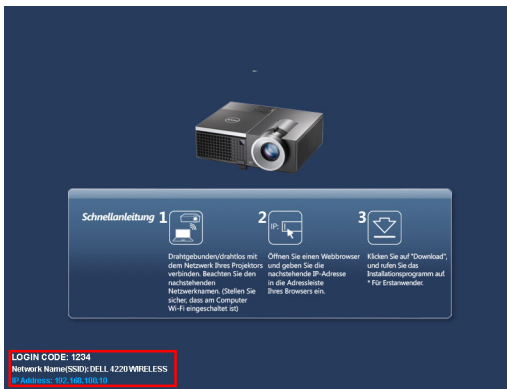 Schnellanleitung 1
Drahtgebunden/drahtlos mit
dem Netzwerk Ihres Projektors
verbinden. Beachten Sie den
nachstehenden
Netzwerknamen. (Stellen Sie
sicher, dass am Computer
Wi-Fi eingeschaltet ist)
2
IP:
Öffnen Sie einen Webbrowser
und geben Sie die
nachstehende IP-Adresse
in die Adressleiste
Ihres Browsers ein.
3
Klicken Sie auf "Download",
und rufen Sie das
Installationsprogramm auf.
* Für Erstanwender.
LOGIN CODE: 1234
Network Name(SSID): DELL 4220 WIRELESS
IP Address: 192.168.100.10